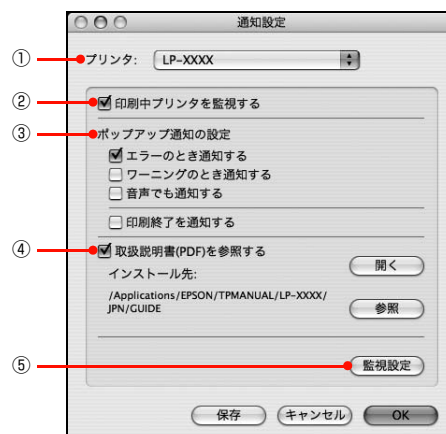 通知設定
① プリンタ: LP-XXXX
② 印刷中プリンタを監視する
③ ポップアップ通知の設定
エラーのとき通知する
ワーニングのとき通知する
音声でも通知する
印刷終了を通知する
④ 取扱説明書(PDF)を参照する
開く
インストール先:
/Applications/EPSON/TPMANUAL/LP-XXXX/
JPN/GUIDE
参照
⑤ 監視設定
保存 キャンセル OK